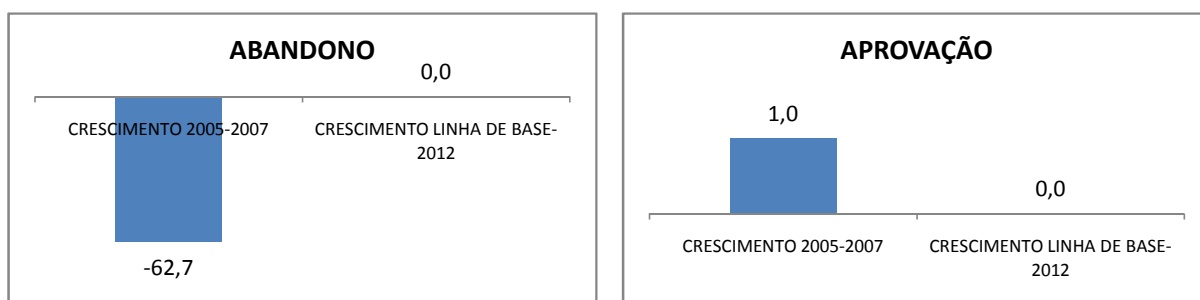 ABANDONO
0,0
CRESCIMENTO 2005-2007
CRESCIMENTO LINHA DE BASE-
2012
-62,7
APROVAÇÃO
1,0
0,0
CRESCIMENTO 2005-2007
CRESCIMENTO LINHA DE BASE-
2012